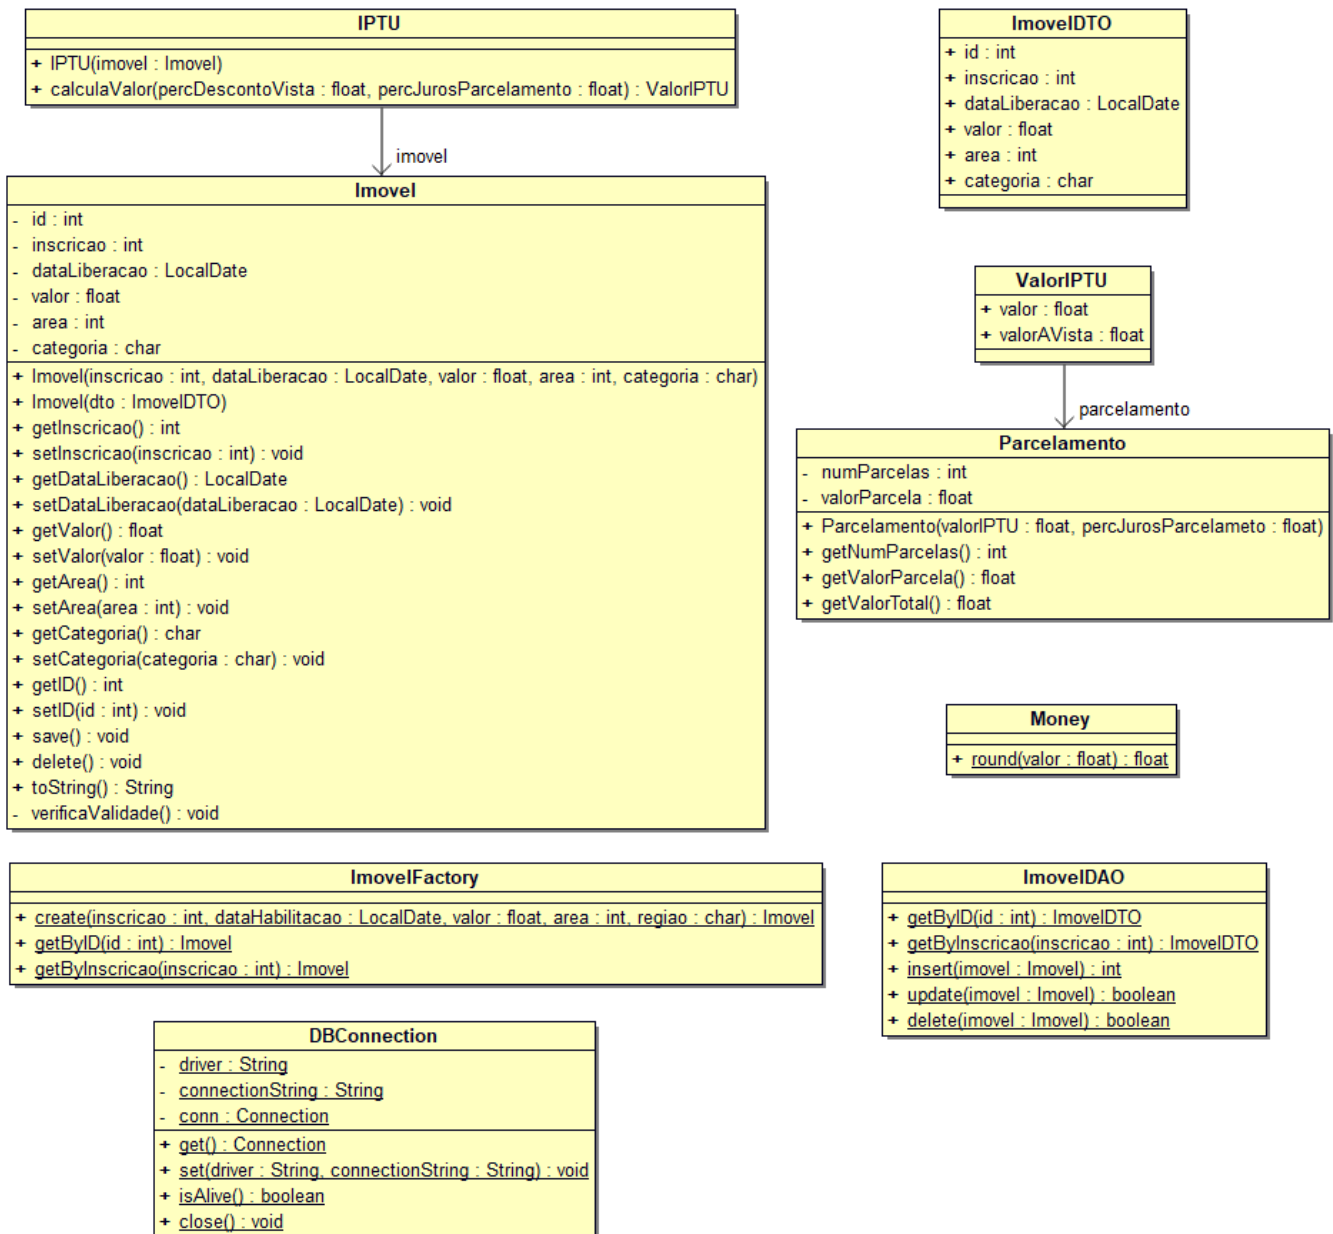 IPTU
+ IPTU(imovel : Imovel)
+ calculaValor(percDescontoVista : float, percJurosParcelamento : float) : ValorIPTU
imovel
Imovel
- id : int
- inscricao : int
- dataLiberacao : LocalDate
- valor : float
- area : int
- categoria : char
+ Imovel(inscricao : int, dataLiberacao : LocalDate, valor : float, area : int, categoria : char)
+ Imovel(dto : ImovelDTO)
+ getInscricao() : int
+ setInscricao(inscricao : int) : void
+ getDataLiberacao() : LocalDate
+ setDataLiberacao(dataLiberacao : LocalDate) : void
+ getValor() : float
+ setValor(valor : float) : void
+ getArea() : int
+ setArea(area : int) : void
+ getCategoria() : char
+ setCategoria(categoria : char) : void
+ getID() : int
+ setID(id : int) : void
+ save() : void
+ delete() : void
+ toString() : String
- verificaValidade() : void
ImovelDTO
+ id : int
+ inscricao : int
+ dataLiberacao : LocalDate
+ valor : float
+ area : int
+ categoria : char
ValorIPTU
+ valor : float
+ valorAVista : float
parcelamento
Parcelamento
- numParcelas : int
- valorParcela : float
+ Parcelamento(valorIPTU : float, percJurosParcelameto : float)
+ getNumParcelas() : int
+ getValorParcela() : float
+ getValorTotal() : float
Money
+ round(valor : float) : float
ImovelFactory
+ create(inscricao : int, dataHabilitacao : LocalDate, valor : float, area : int, regiao : char) : Imovel
+ getByID(id : int) : Imovel
+ getByInscricao(inscricao : int) : Imovel
ImovelDAO
+ getByID(id : int) : ImovelDTO
+ getByInscricao(inscricao : int) : ImovelDTO
+ insert(imovel : Imovel) : int
+ update(imovel : Imovel) : boolean
+ delete(imovel : Imovel) : boolean
DBConnection
- driver : String
- connectionString : String
- conn : Connection
+ get() : Connection
+ set(driver : String, connectionString : String) : void
+ isAlive() : boolean
+ close() : void